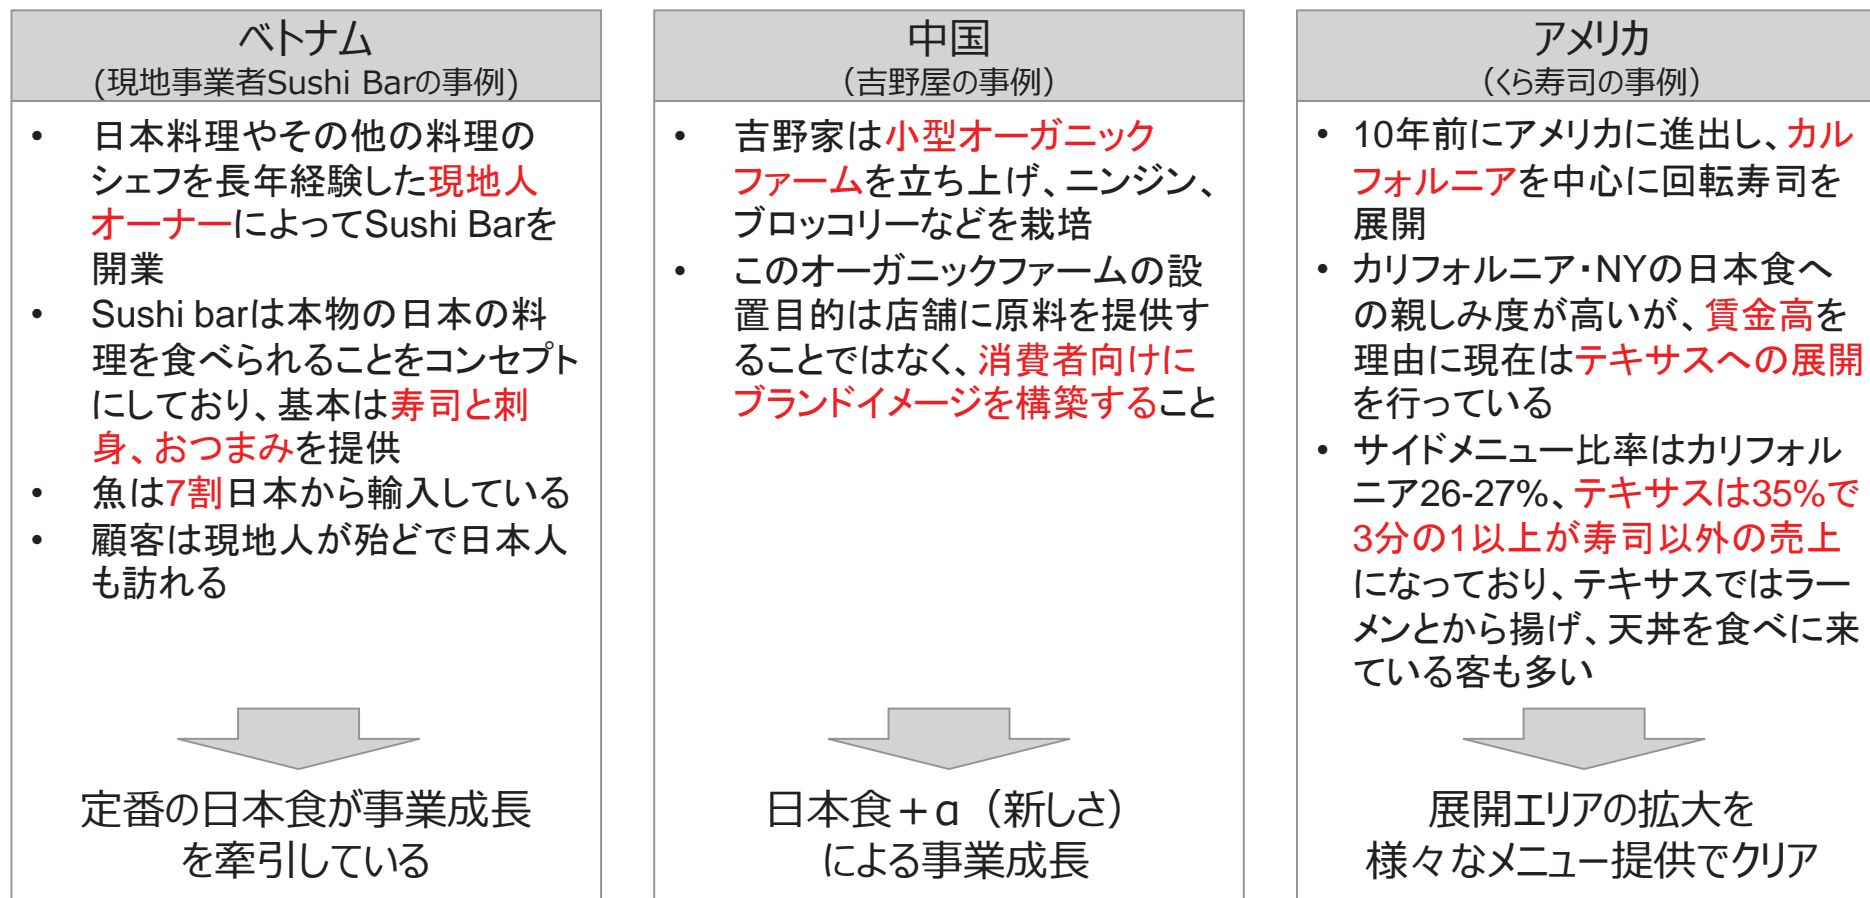 ベトナム
(現地事業者Sushi Barの事例)
• 日本料理やその他の料理の
シェフを長年経験した現地人
オーナーによってSushi Barを
開業
• Sushi barは本物の日本の料
理を食べられることをコンセプト
にしており、基本は寿司と刺
身、おつまみを提供
• 魚は7割日本から輸入している
• 顧客は現地人が殆どで日本人
も訪れる
定番の日本食が事業成長
を牽引している
中国
（吉野屋の事例）
• 吉野家は小型オーガニック
ファームを立ち上げ、ニンジン、
ブロッコリーなどを栽培
• このオーガニックファームの設
置目的は店舗に原料を提供す
ることではなく、消費者向けに
ブランドイメージを構築すること
日本食＋α（新しさ）
による事業成長
アメリカ
（くら寿司の事例）
• 10年前にアメリカに進出し、カル
フォルニアを中心に回転寿司を
展開
• カリフォルニア・NYの日本食へ
の親しみ度が高いが、賃金高を
理由に現在はテキサスへの展開
を行っている
• サイドメニュー比率はカリフォル
ニア26-27%、テキサスは35%で
3分の1以上が寿司以外の売上
になっており、テキサスではラー
メンとから揚げ、天丼を食べに来
ている客も多い
展開エリアの拡大を
様々なメニュー提供でクリア